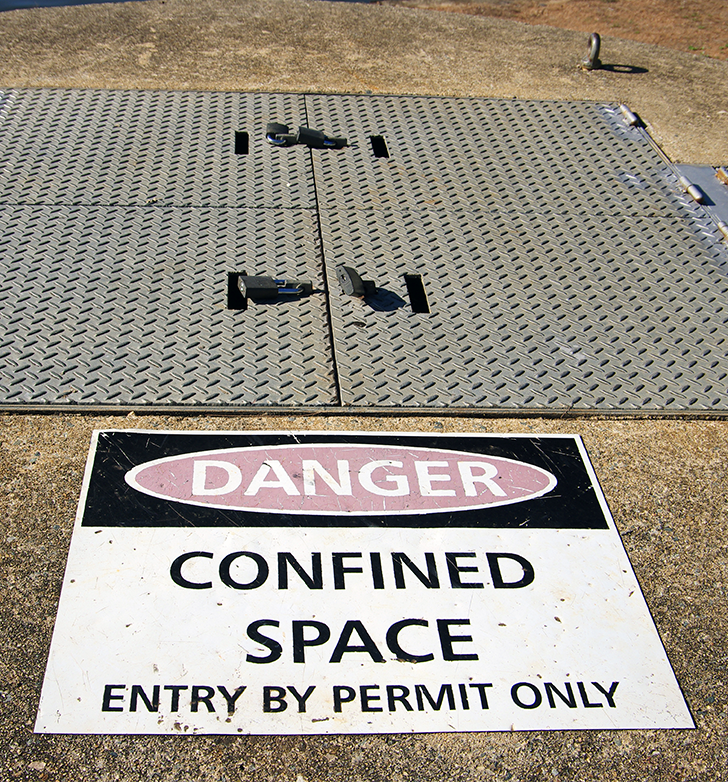 DANGER
CONFINED
SPACE
ENTRY BY PERMIT ONLY